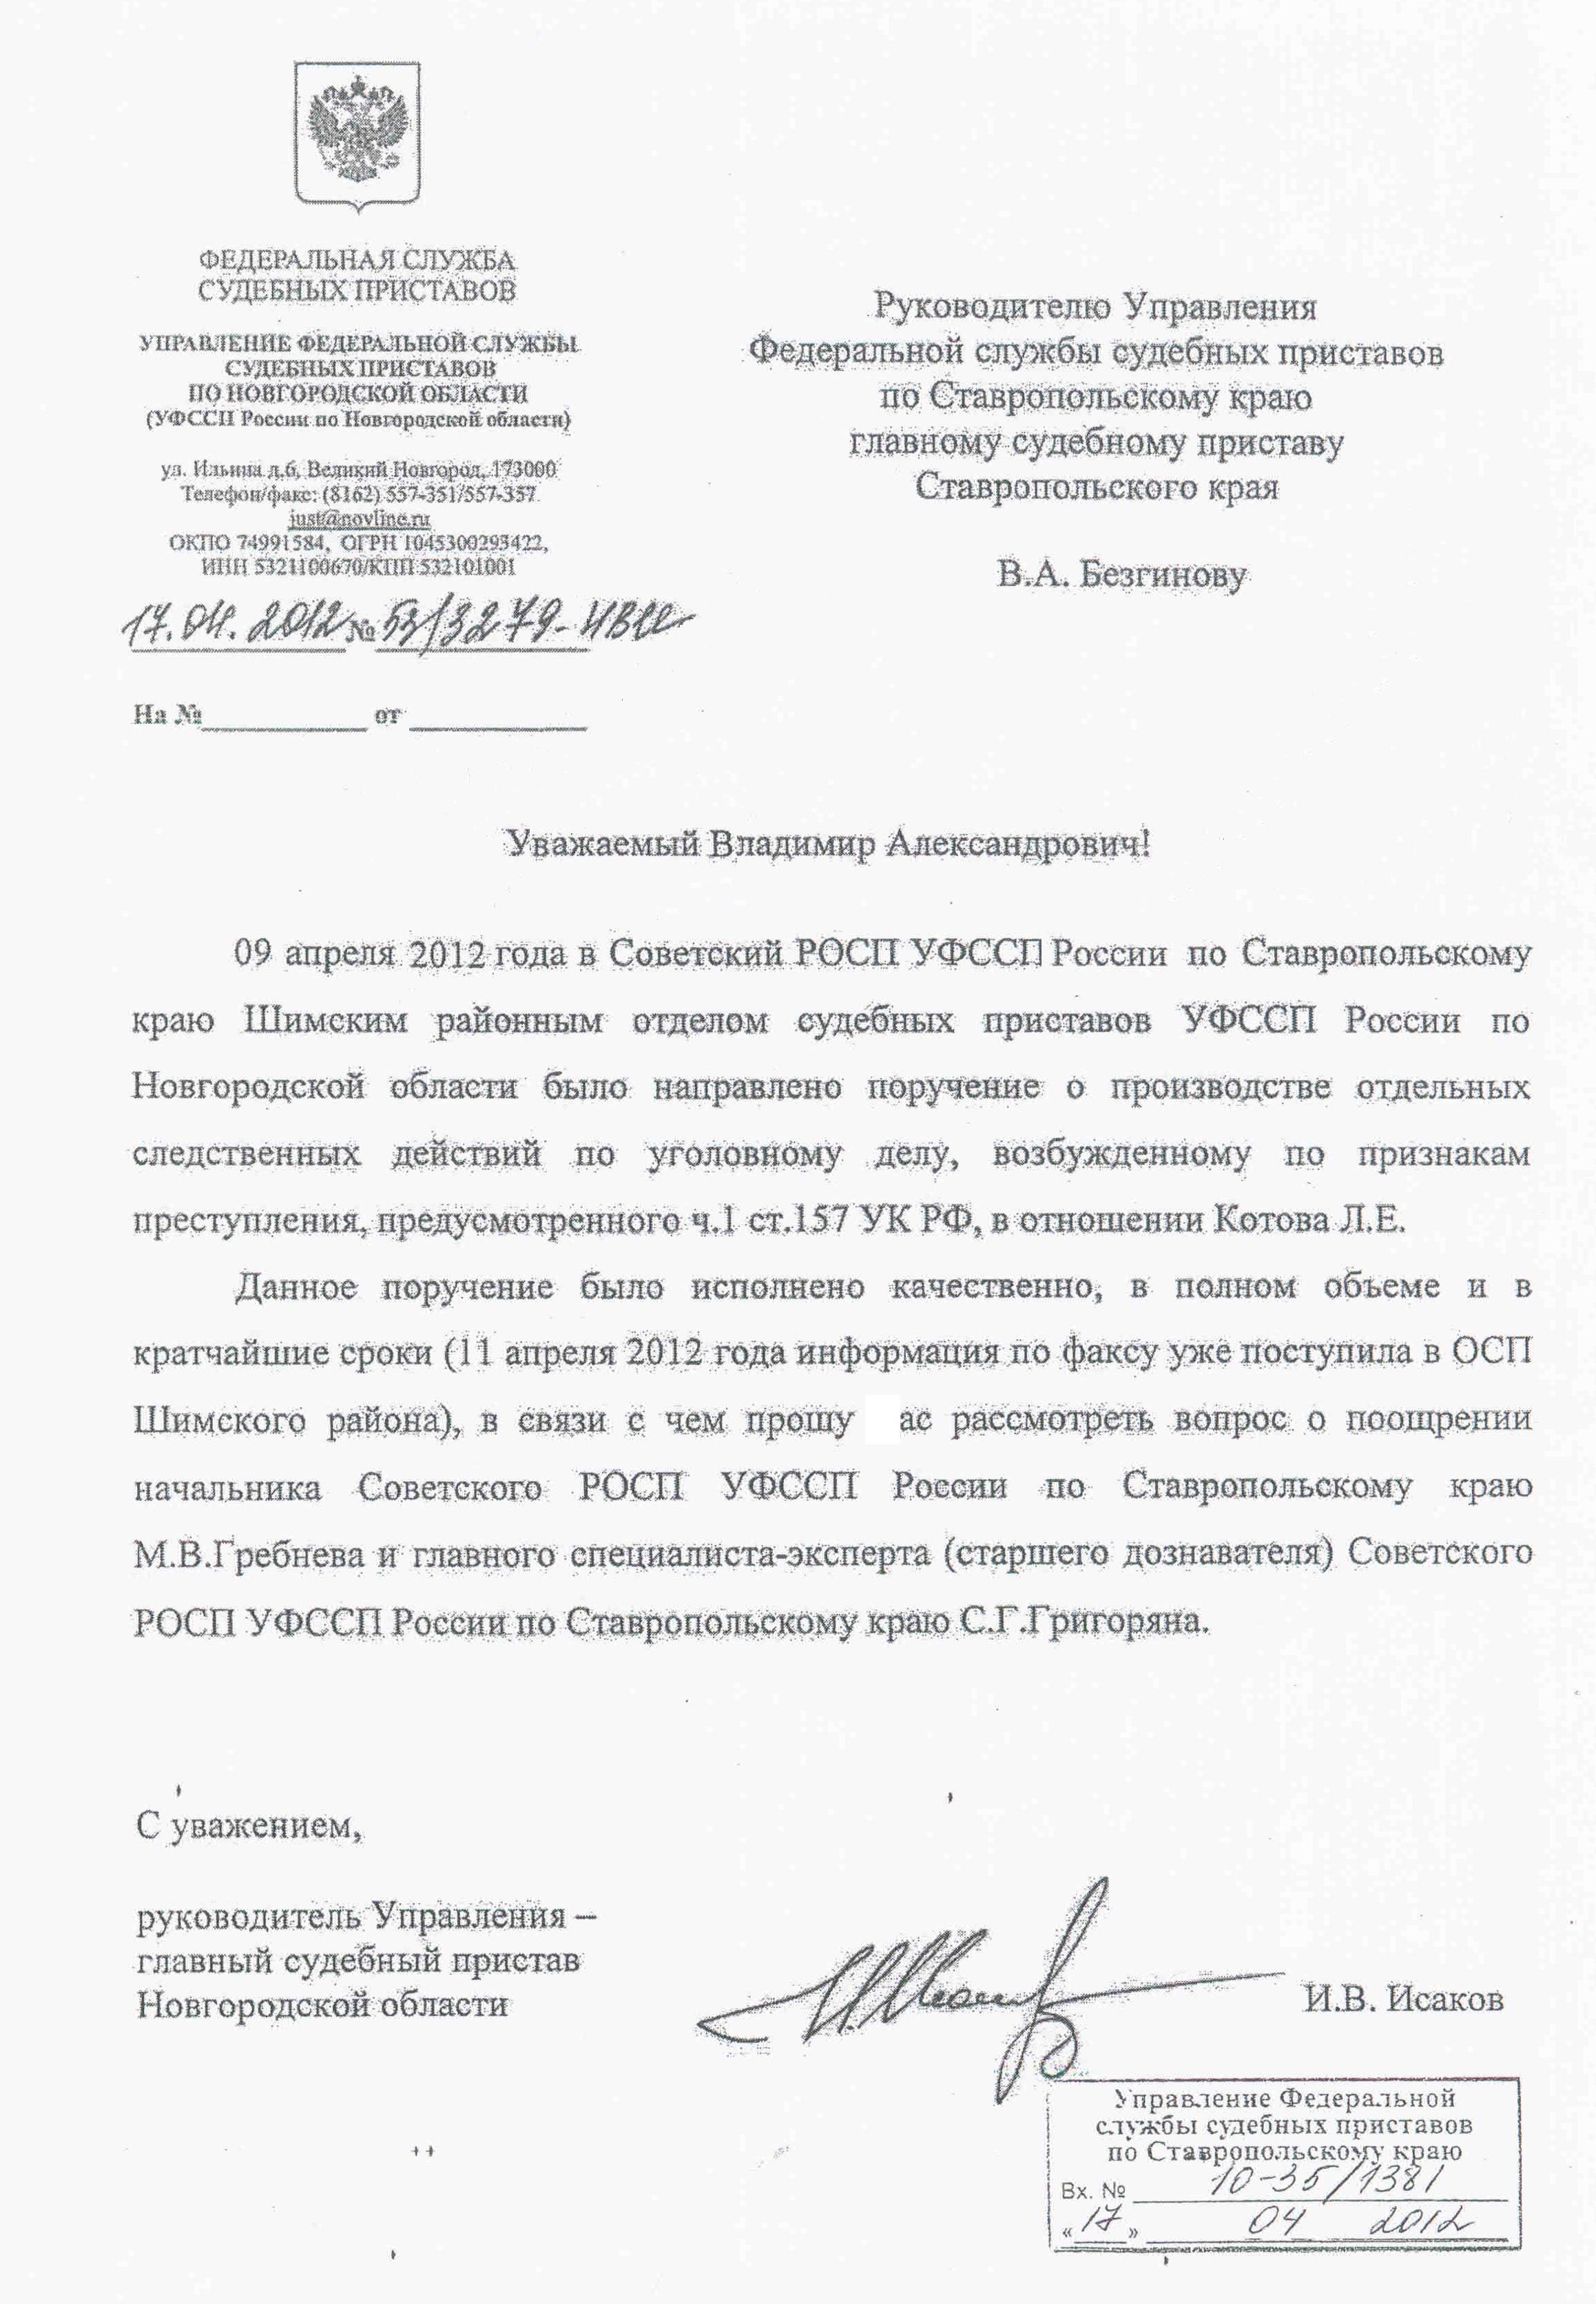 ФЕДЕРАЛЬНАЯ СЛУЖБА
СУДЕБНЫХ ПРИСТАВОВ
УПРАВЛЕНИЕ ФЕДЕРАЛЬНОЙ СЛУЖБЫ
СУДЕБНЫХ ПРИСТАВОВ
ПО НОВГОРОДСКОЙ ОБЛАСТИ
(УФССП России по Новгородской области)
ул. Ильина д.6, Великий Новгород, 173000
Телефон/факс: (8162) 557-351/557-357
just@novline.ru
ОКПО 74991584, ОГРН 1045300293422,
ИНН 5321100670/КПП 532101001
17.04.2012 № 53/3279-ИВИ
На № от
Руководителю Управления
Федеральной службы судебных приставов
по Ставропольскому краю
главному судебному приставу
Ставропольского края
В.А. Безгинову
Уважаемый Владимир Александрович!
09 апреля 2012 года в Советский РОСП УФССП России по Ставропольскому
краю Шимским районным отделом судебных приставов УФССП России по
Новгородской области было направлено поручение о производстве отдельных
следственных действий по уголовному делу, возбужденному по признакам
преступления, предусмотренного ч.1 ст.157 УК РФ, в отношении Котова Л.Е.
Данное поручение было исполнено качественно, в полном объеме и в
кратчайшие сроки (11 апреля 2012 года информация по факсу уже поступила в ОСП
Шимского района), в связи с чем прошу ас рассмотреть вопрос о поощрении
начальника Советского РОСП УФССП России по Ставропольскому краю
М.В.Гребнева и главного специалиста-эксперта (старшего дознавателя) Советского
РОСП УФССП России по Ставропольскому краю С.Г.Григоряна.
С уважением,
руководитель Управления –
главный судебный пристав
Новгородской области
И.В. Исаков
Управление Федеральной
службы судебных приставов
по Ставропольскому краю
Вх. № 10-35/1381
« 17 » 04 2012